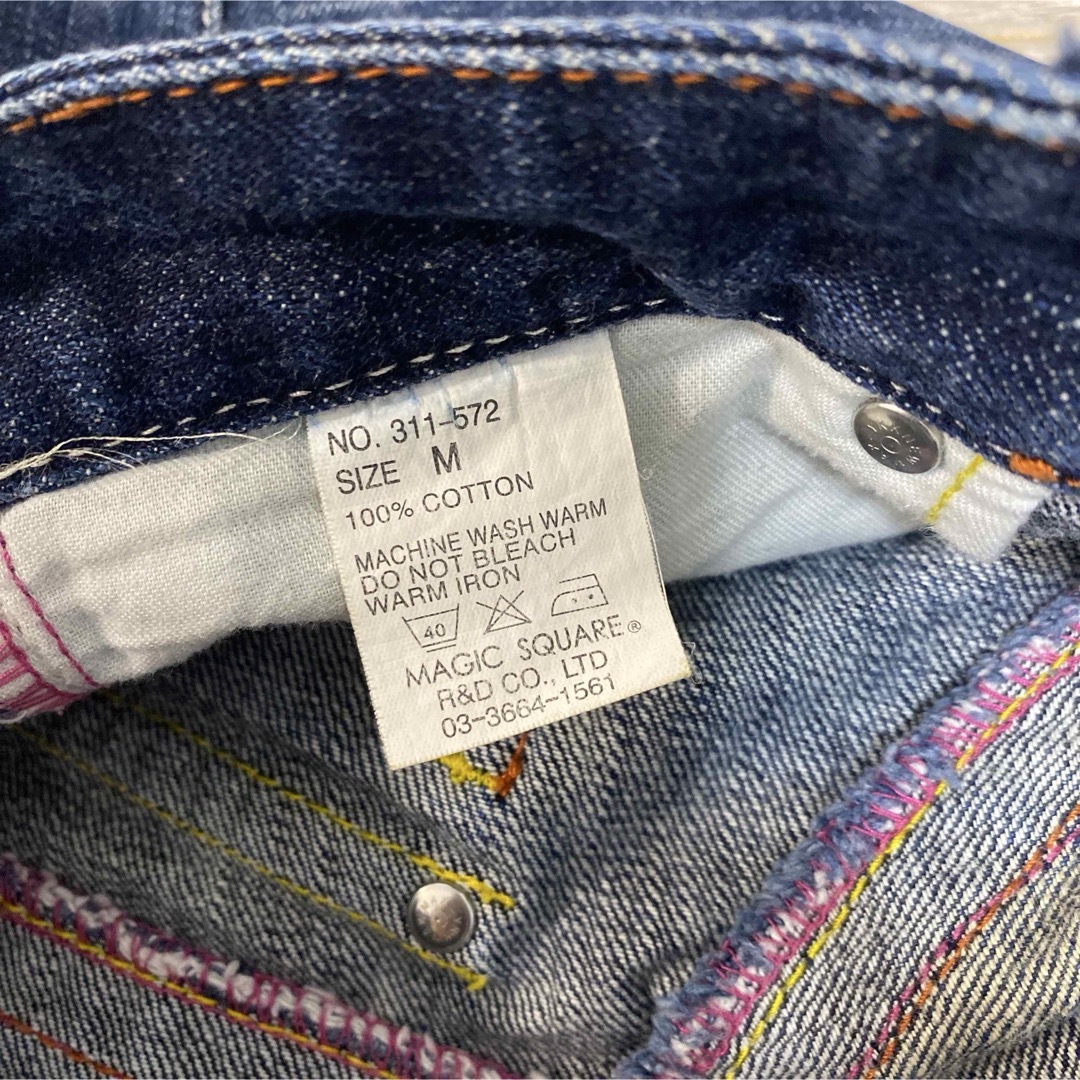 NO. 311-572
SIZE M
100% COTTON
MACHINE WASH WARM
DO NOT BLEACH
WARM IRON
40
MAGIC SQUARE®
R&D CO., LTD
03-3664-1561